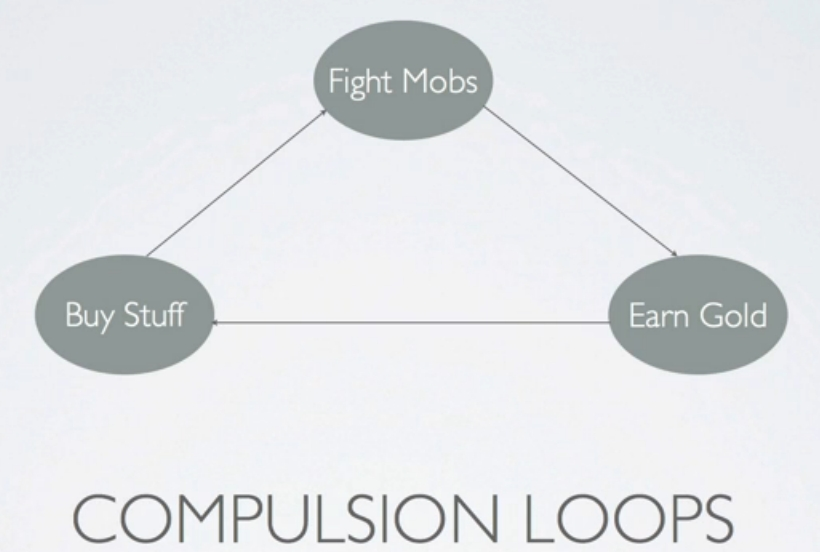 Fight Mobs
Buy Stuff
Earn Gold
COMPULSION LOOPS